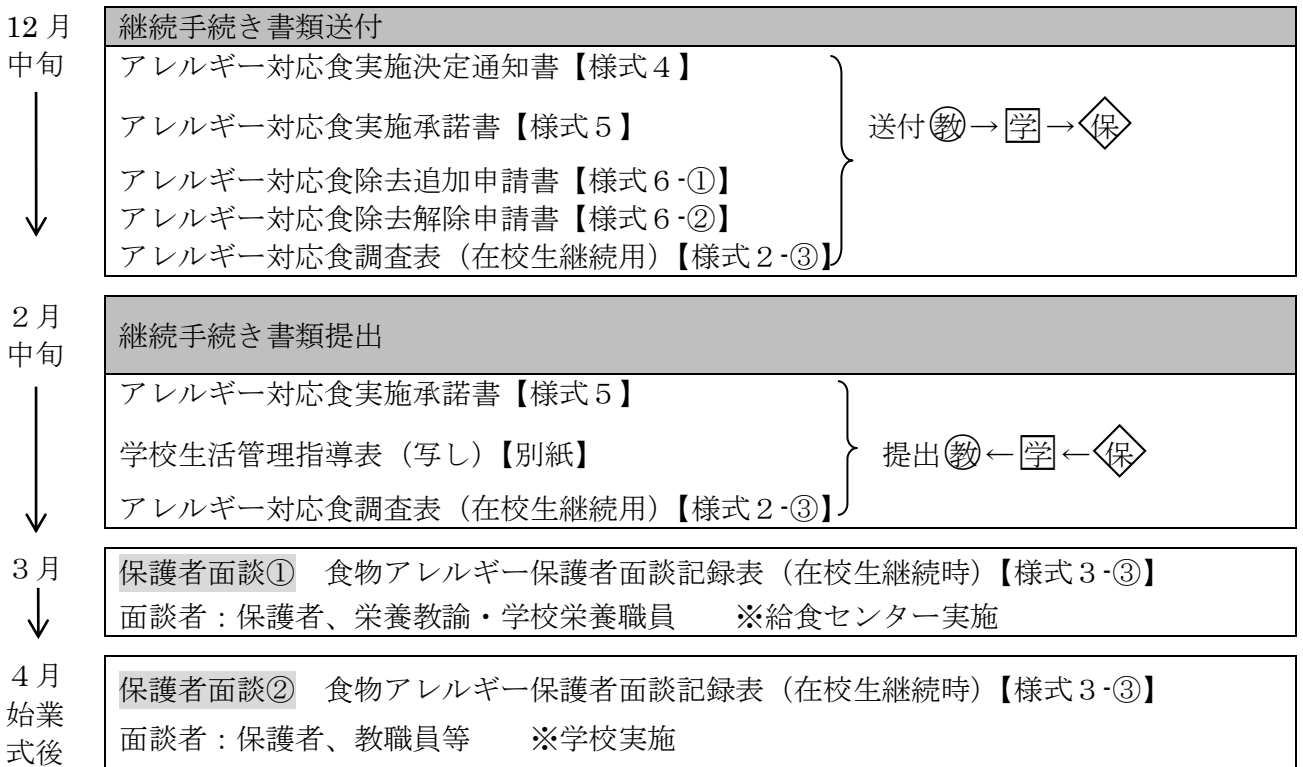 12月
中旬
継続手続き書類送付
アレルギー対応食実施決定通知書【様式４】
アレルギー対応食実施承諾書【様式５】
送付㊙教→学→保
アレルギー対応食除去追加申請書【様式６-①】
アレルギー対応食除去解除申請書【様式６-②】
アレルギー対応食調査表（在校生継続用）【様式２-③】
２月
中旬
継続手続き書類提出
アレルギー対応食実施承諾書【様式５】
学校生活管理指導表（写し）【別紙】
提出教←学←保
アレルギー対応食調査表（在校生継続用）【様式２-③】
３月
保護者面談①　食物アレルギー保護者面談記録表（在校生継続時）【様式３-③】
面談者：保護者、栄養教諭・学校栄養職員　　※給食センター実施
４月
始業
式後
保護者面談②　食物アレルギー保護者面談記録表（在校生継続時）【様式３-③】
面談者：保護者、教職員等　　※学校実施